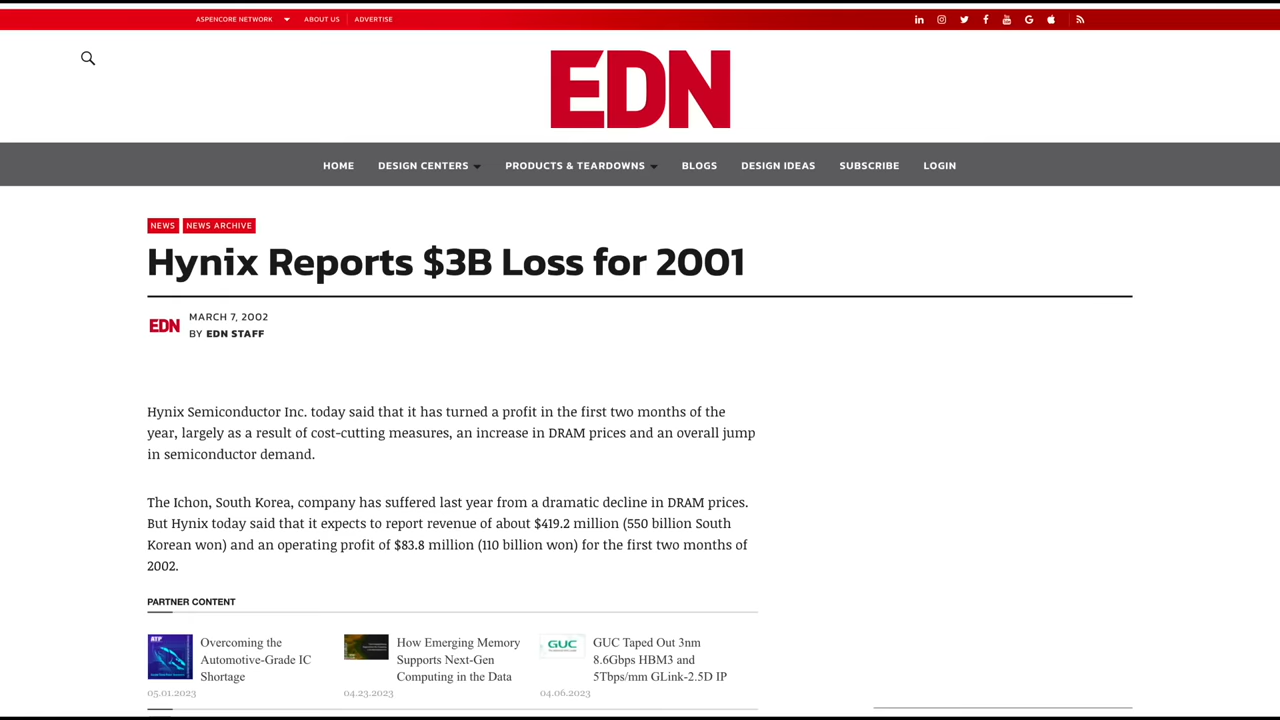 ASPENCORE NETWORK ABOUT US ADVERTISE
EDN
HOME DESIGN CENTERS PRODUCTS & TEARDOWNS BLOGS DESIGN IDEAS SUBSCRIBE LOGIN
NEWS NEWS ARCHIVE
Hynix Reports $3B Loss for 2001
EDN
MARCH 7, 2002
BY EDN STAFF
Hynix Semiconductor Inc. today said that it has turned a profit in the first two months of the
year, largely as a result of cost-cutting measures, an increase in DRAM prices and an overall jump
in semiconductor demand.
The Ichon, South Korea, company has suffered last year from a dramatic decline in DRAM prices.
But Hynix today said that it expects to report revenue of about $419.2 million (550 billion South
Korean won) and an operating profit of $83.8 million (110 billion won) for the first two months of
2002.
PARTNER CONTENT
ATP
Overcoming the
Automotive-Grade IC
Shortage
05.01.2023
How Emerging Memory
Supports Next-Gen
Computing in the Data
04.23.2023
GUC
GUC Taped Out 3nm
8.6Gbps HBM3 and
5Tbps/mm GLink-2.5D IP
04.06.2023